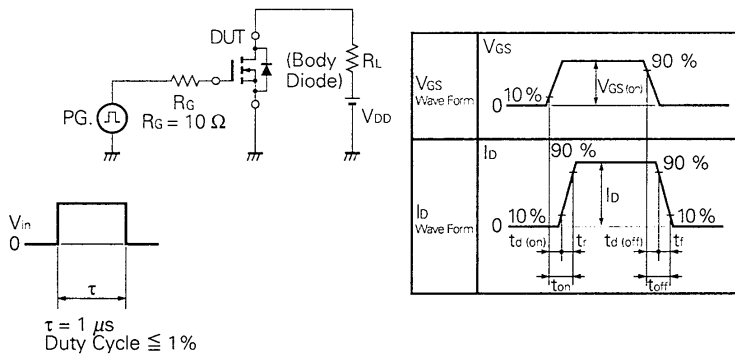 DUT
(Body
Diode)
RL
RG
RG = 10 Ω
PG.
VDD
Vin
0
τ
τ = 1 μs
Duty Cycle ≦ 1%
VGS
Wave Form
VGS
90 %
VGS (on)
10 %
0
ID
Wave Form
ID
90 %
90 %
ID
10 %
0
10 %
td (on)
tr
td (off)
tf
ton
toff